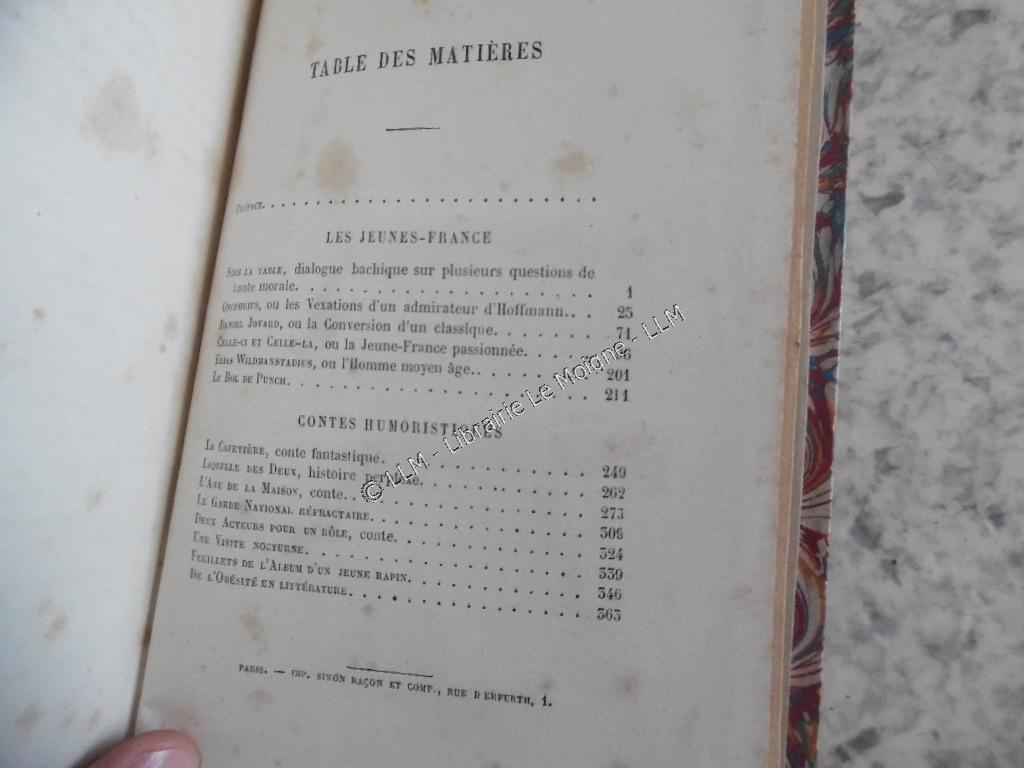 TABLE DES MATIÈRES
PRÉFACE.
LES JEUNES-FRANCE
SOUS LA TABLE, dialogue bachique sur plusieurs questions de
haute morale. 1
ONUPHRIUS, ou les Vexations d'un admirateur d'Hoffmann. 25
DANIEL JOVARD, ou la Conversion d'un classique. 71
CELLE-CI ET CELLE-LA, ou la Jeune-France passionnée.
ELIAS WILDMANSTADIUS, ou l'Homme moyen âge. 201
LE BOL DE PUNCH. 211
CONTES HUMORISTIQUES
LA CAFETIÈRE, conte fantastique. 249
LAQUELLE DES DEUX, histoire 262
L'AME DE LA MAISON, conte. 273
LE GARDE NATIONAL RÉFRACTAIRE. 309
DEUX ACTEURS POUR UN RÔLE, conte. 324
UNE VISITE NOCTURNE. 339
FEUILLETS DE L'ALBUM D'UN JEUNE RAPIN. 346
DE L'OBÉSITÉ EN LITTÉRATURE. 363
PARIS. — IMP. SIMON RAÇON ET COMP., RUE D'ERFURTH, 1.
© LLM - Librairie Le Moigne - LLM